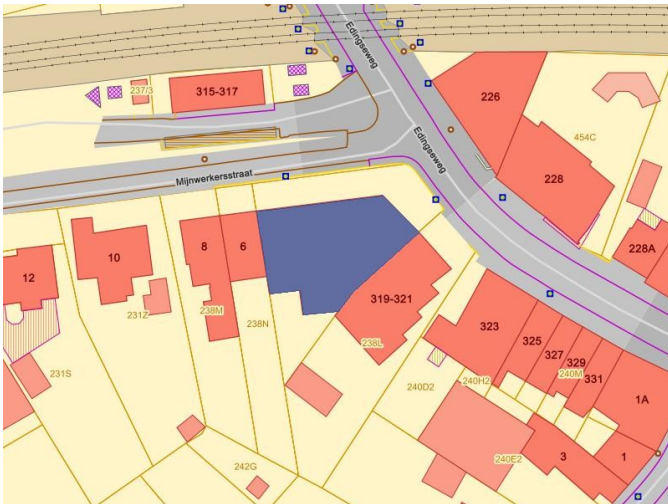 Edingseweg
226
315-317
237/3
454C
Edingseweg
Mijnwerkersstraat
228
8
6
228A
10
12
319-321
238M
231Z
238N
323
325
327
238L
329
331
231S
240D2
240H2
240M
1A
3
1
240E2
242G